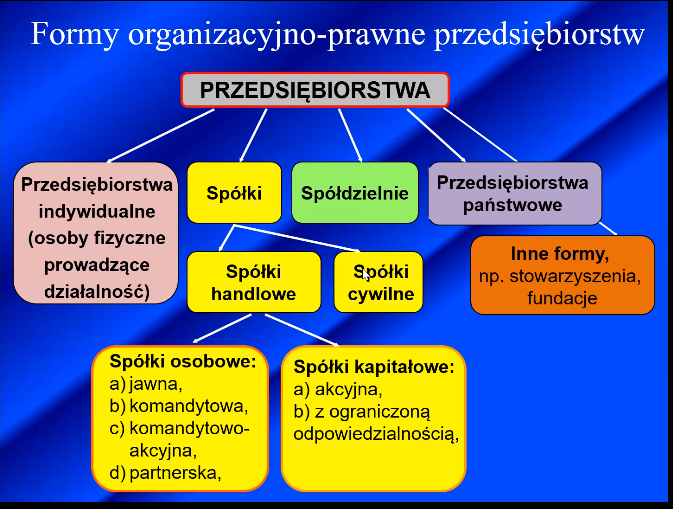 Formy organizacyjno-prawne przedsiębiorstw
PRZEDSIĘBIORSTWA
Przedsiębiorstwa
indywidualne
(osoby fizyczne
prowadzące
działalność)
Spółki
Spółdzielnie
Przedsiębiorstwa
państwowe
Inne formy,
np. stowarzyszenia,
fundacje
Spółki
handlowe
Spółki
cywilne
Spółki osobowe:
a) jawna,
b) komandytowa,
c) komandytowo-
akcyjna,
d) partnerska,
Spółki kapitałowe:
a) akcyjna,
b) z ograniczoną
odpowiedzialnością,